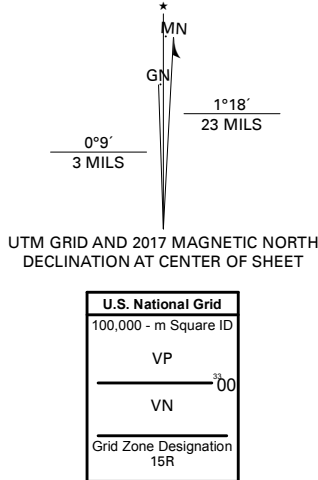 MN
GN
1°18´
23 MILS
0°9´
3 MILS
UTM GRID AND 2017 MAGNETIC NORTH
DECLINATION AT CENTER OF SHEET
U.S. National Grid
100,000 - m Square ID
VP
33 00
VN
Grid Zone Designation
15R